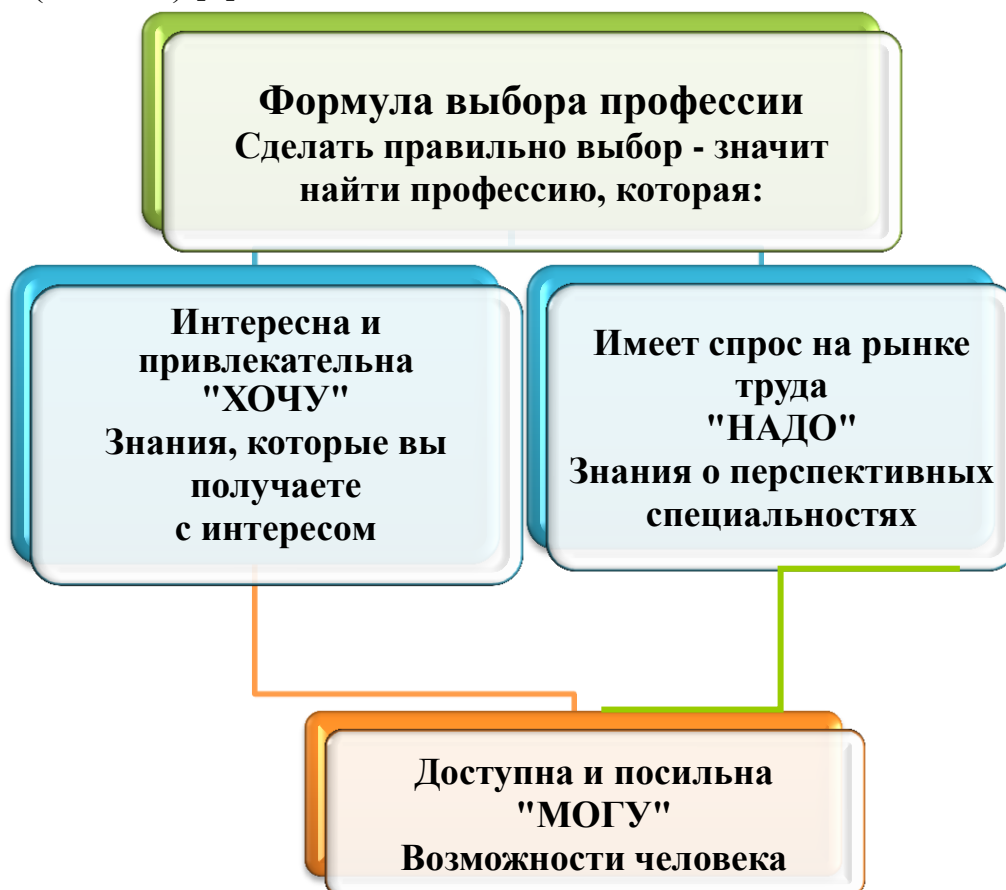 Формула выбора профессии
Сделать правильно выбор - значит
найти профессию, которая:
Интересна и
привлекательна
"ХОЧУ"
Знания, которые вы
получаете
с интересом
Имеет спрос на рынке
труда
"НАДО"
Знания о перспективных
специальностях
Доступна и посильна
"МОГУ"
Возможности человека